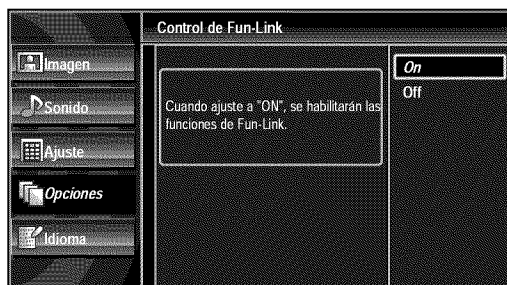 Control de Fun-Link
Imagen
Sonido
Ajuste
Opciones
Idioma
Cuando ajuste a "ON", se habilitarán las
funciones de Fun-Link.
On
Off